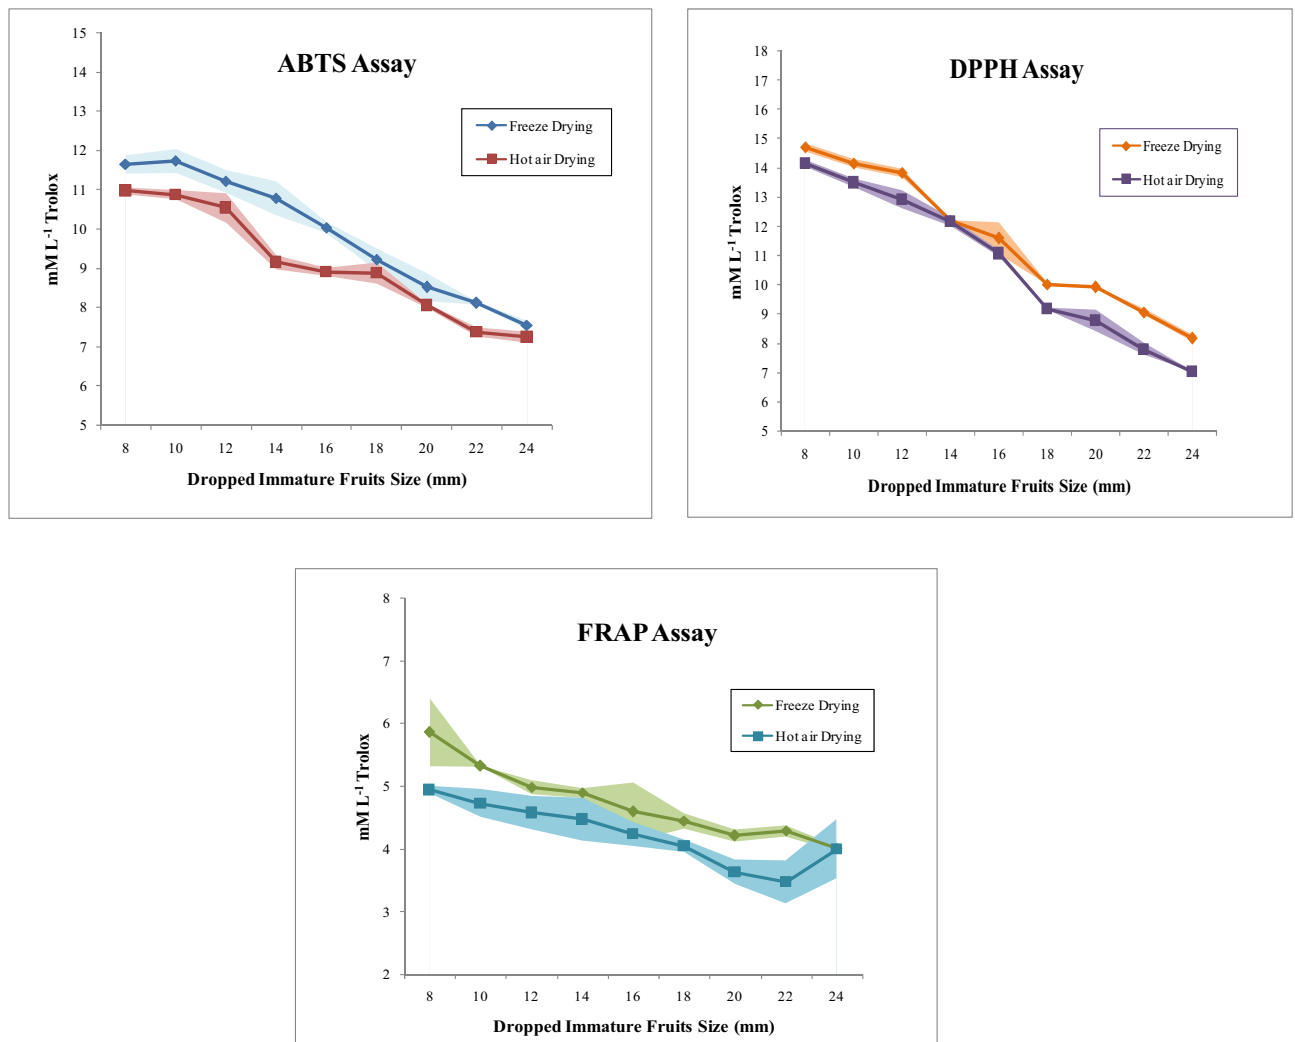 ABTS Assay
15
14
13
12
11
10
9
8
7
6
5
mM L⁻¹ Trolox
Freeze Drying
Hot air Drying
8 10 12 14 16 18 20 22 24
Dropped Immature Fruits Size (mm)
DPPH Assay
18
17
16
15
14
13
12
11
10
9
8
7
6
5
mM L⁻¹ Trolox
Freeze Drying
Hot air Drying
8 10 12 14 16 18 20 22 24
Dropped Immature Fruits Size (mm)
FRAP Assay
8
7
6
5
4
3
2
mM L⁻¹ Trolox
Freeze Drying
Hot air Drying
8 10 12 14 16 18 20 22 24
Dropped Immature Fruits Size (mm)